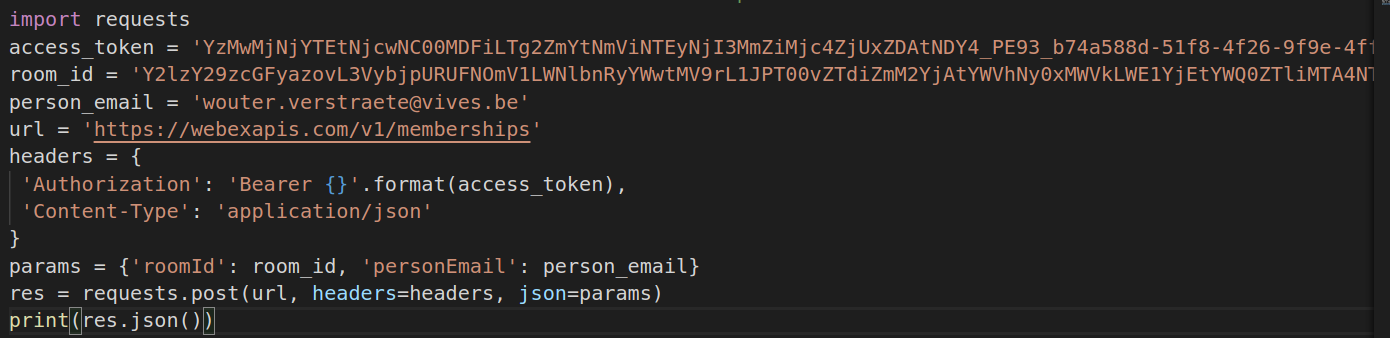 import requests
access_token = 'YzMwMjNjYTEtNjcwNC00MDFiLTg2ZmYtNmViNTEyNjI3MmZiMjc4ZjUxZDAtNDY4_PE93_b74a588d-51f8-4f26-9f9e-4ff
room_id = 'Y2lzY29zcGFyazovL3VybjpURUFNOmV1LWNlbnRyYWwtMV9rL1JPT00vZTdiZmM2YjAtYWVhNy0xMWVkLWE1YjEtYWQ0ZTliMTA4NT
person_email = 'wouter.verstraete@vives.be'
url = 'https://webexapis.com/v1/memberships'
headers = {
'Authorization': 'Bearer {}'.format(access_token),
'Content-Type': 'application/json'
}
params = {'roomId': room_id, 'personEmail': person_email}
res = requests.post(url, headers=headers, json=params)
print(res.json())